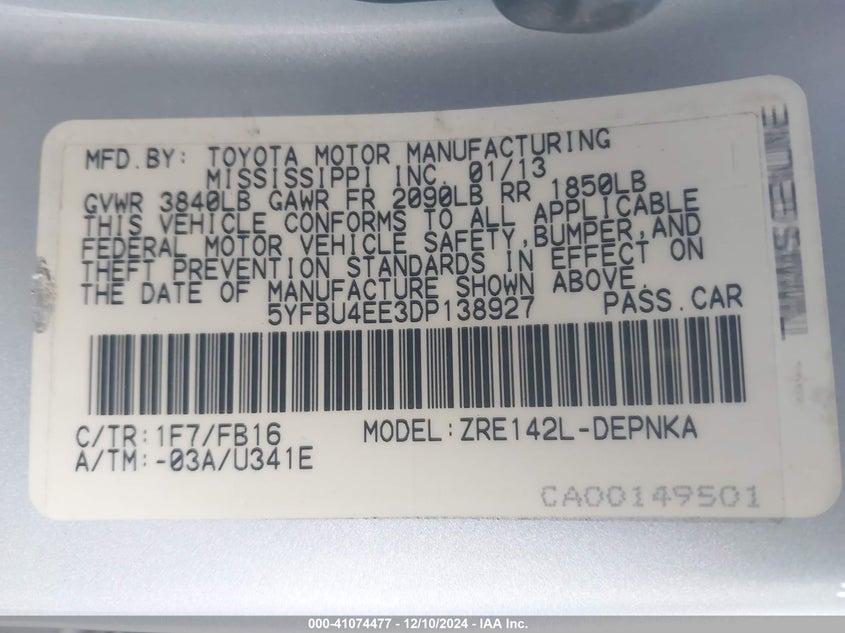 MFD.BY: TOYOTA MOTOR MANUFACTURING
MISSISSIPPI INC. 01/13
GVWR 3840LB GAWR FR 2090LB RR 1850LB
THIS VEHICLE CONFORMS TO ALL APPLICABLE
FEDERAL MOTOR VEHICLE SAFETY,BUMPER,AND
THEFT PREVENTION STANDARDS IN EFFECT ON
THE DATE OF MANUFACTURE SHOWN ABOVE.
5YFBU4EE3DP138927 PASS.CAR
C/TR:1F7/FB16 MODEL:ZRE142L-DEPNKA
A/TM:-03A/U341E
CA00149501
000-41074477 - 12/10/2024 - IAA Inc.